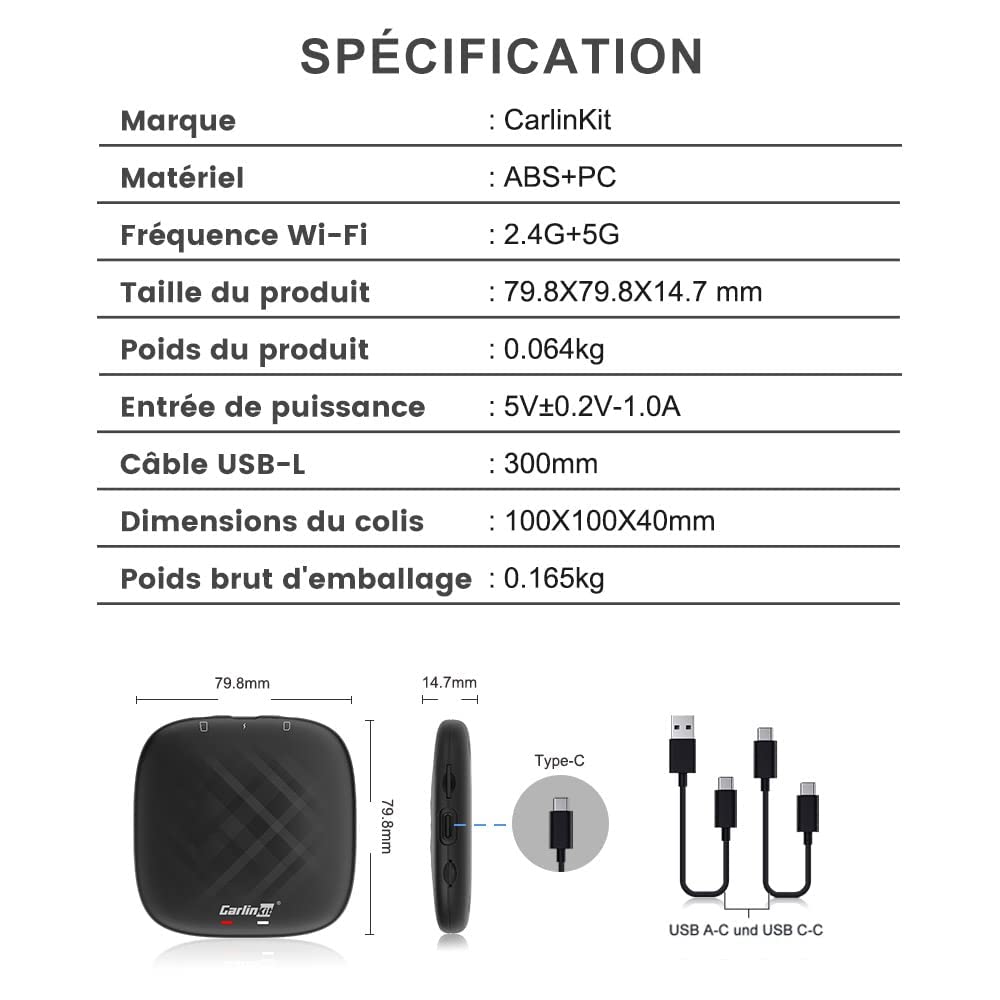 SPÉCIFICATION
Marque : CarlinKit
Matériel : ABS+PC
Fréquence Wi-Fi : 2.4G+5G
Taille du produit : 79.8X79.8X14.7 mm
Poids du produit : 0.064kg
Entrée de puissance : 5V±0.2V-1.0A
Câble USB-L : 300mm
Dimensions du colis : 100X100X40mm
Poids brut d'emballage : 0.165kg
79.8mm
14.7mm
Type-C
79.8mm
CarlinKit®
USB A-C und USB C-C